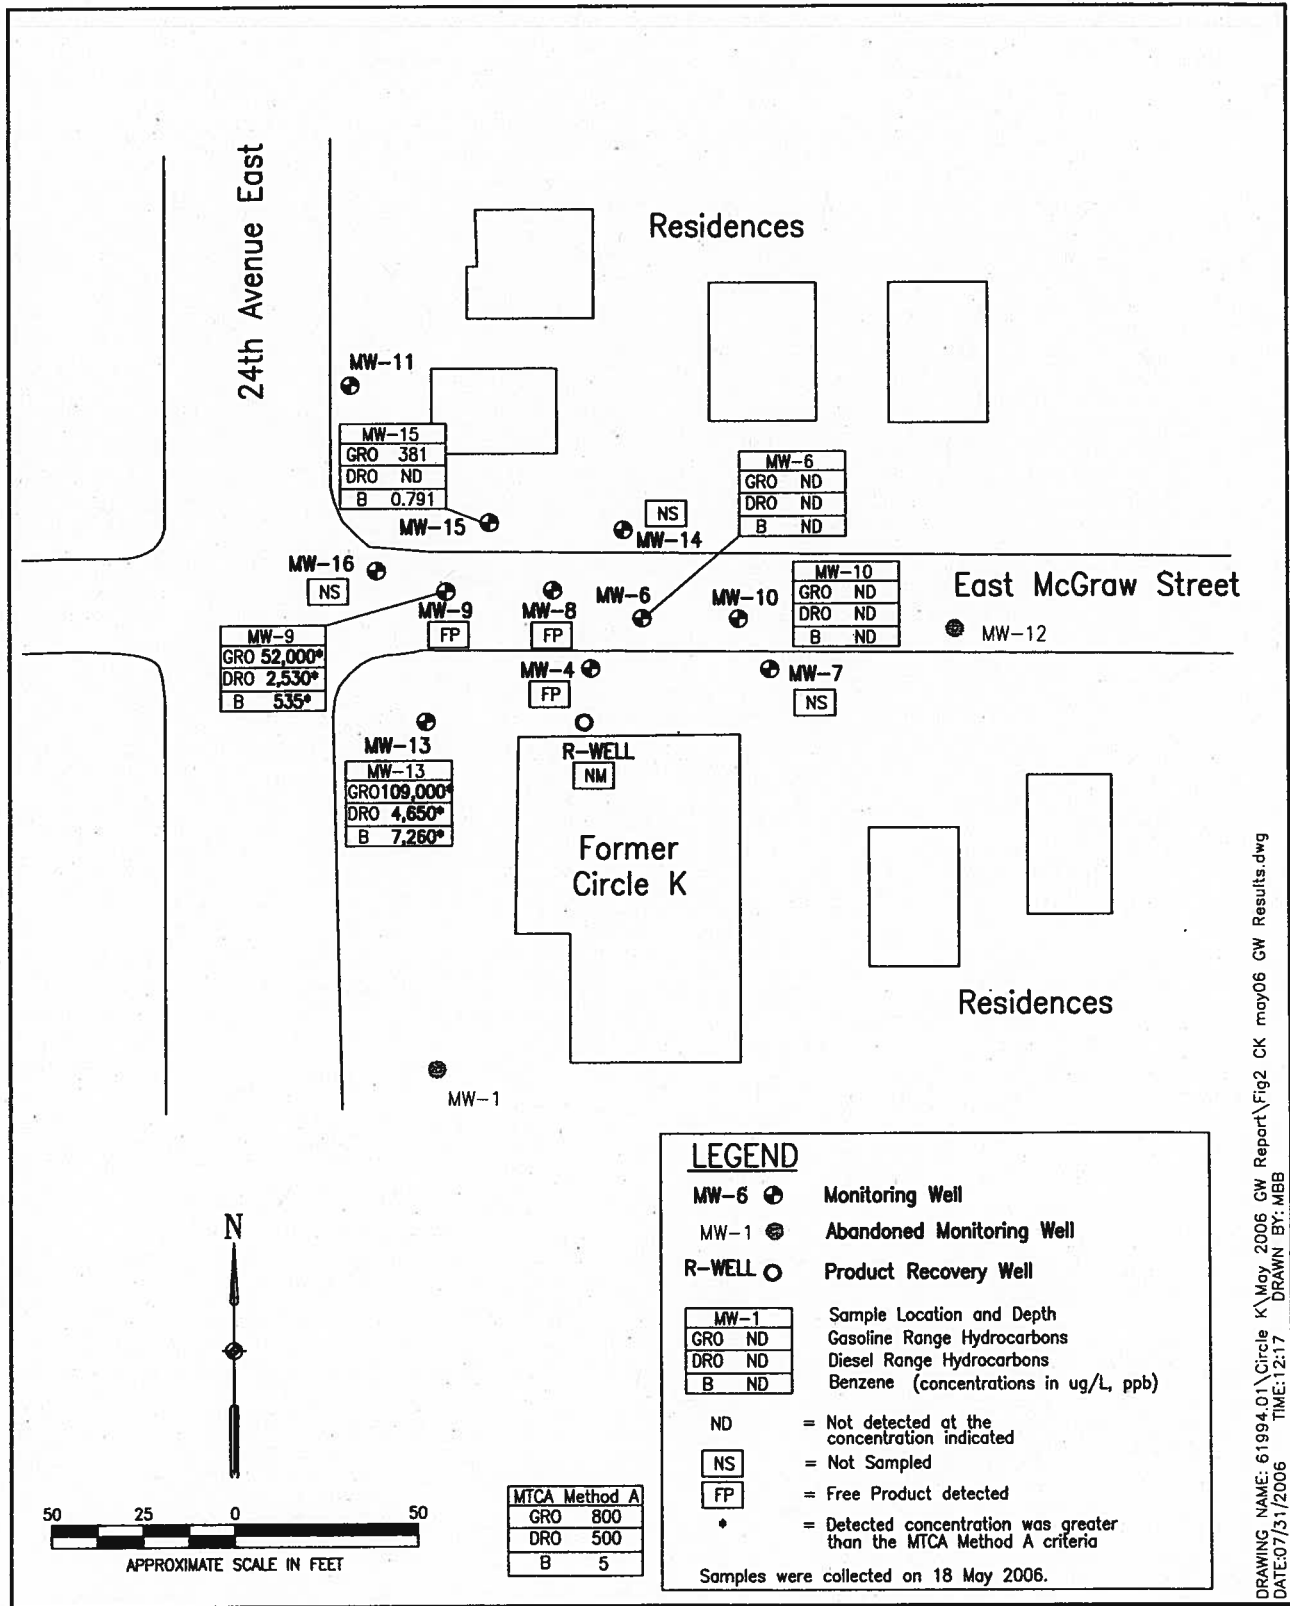 24th Avenue East
Residences
MW-11
MW-15
GRO 381
DRO ND
B 0.791
MW-15
MW-6
GRO ND
DRO ND
B ND
NS
MW-14
MW-16
NS
MW-9
FP
MW-8
FP
MW-6
MW-10
MW-10
GRO ND
DRO ND
B ND
East McGraw Street
MW-12
MW-9
GRO 52,000*
DRO 2,530*
B 535*
MW-4
FP
MW-7
NS
MW-13
MW-13
GRO 109,000*
DRO 4,650*
B 7,260*
R-WELL
NM
Former
Circle K
Residences
MW-1
N
50 25 0 50
APPROXIMATE SCALE IN FEET
MTCA Method A
GRO 800
DRO 500
B 5
LEGEND
MW-6 Monitoring Well
MW-1 Abandoned Monitoring Well
R-WELL Product Recovery Well
MW-1 Sample Location and Depth
GRO ND Gasoline Range Hydrocarbons
DRO ND Diesel Range Hydrocarbons
B ND Benzene (concentrations in ug/L, ppb)
ND = Not detected at the
concentration indicated
NS = Not Sampled
FP = Free Product detected
* = Detected concentration was greater
than the MTCA Method A criteria
Samples were collected on 18 May 2006.
DRAWING NAME: 61994.01\Circle K\May 2006 GW Report\Fig2 CK may06 GW Results.dwg
DATE:07/31/2006 TIME:12:17 DRAWN BY: MBB